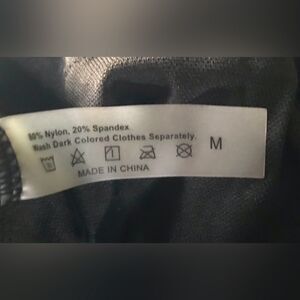 80% Nylon, 20% Spandex
Wash Dark Colored Clothes Separately.
M
MADE IN CHINA